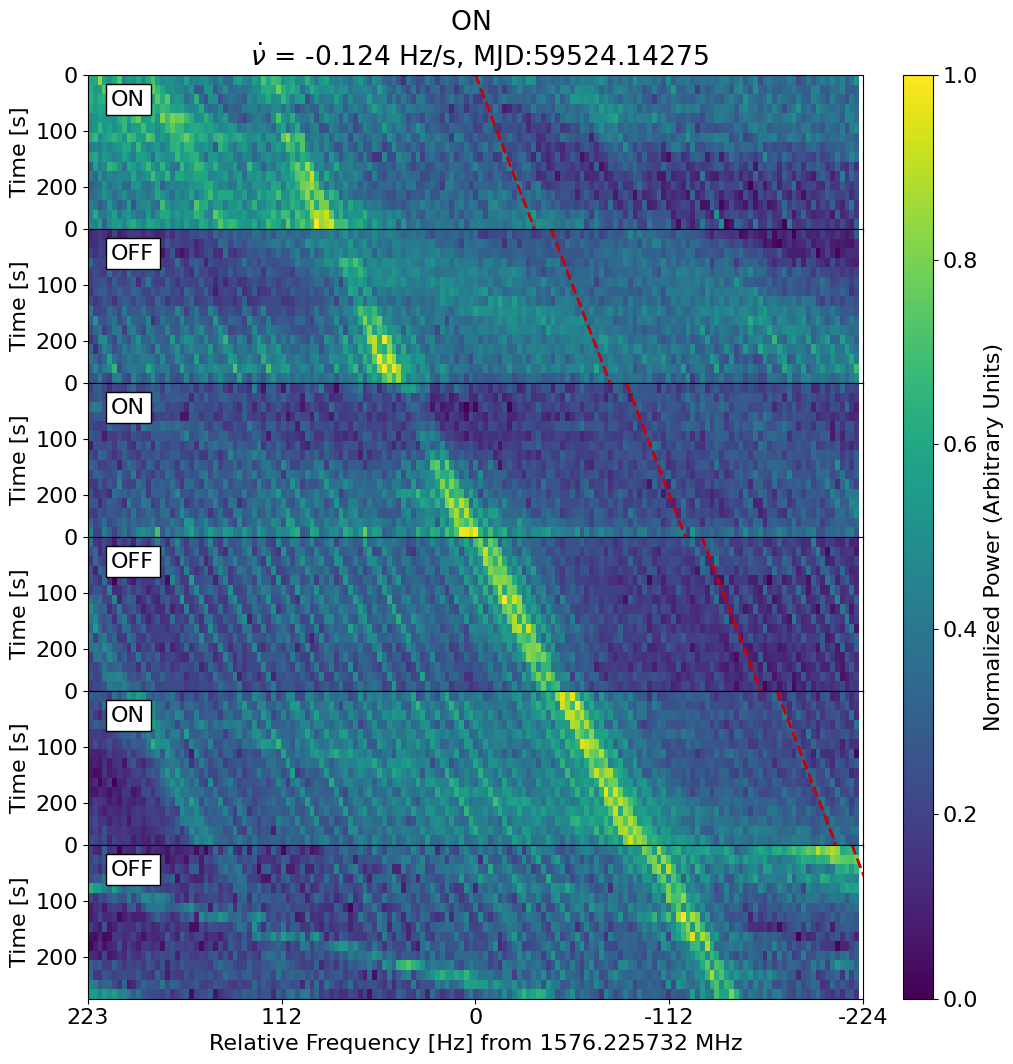 ON
ν̇ = -0.124 Hz/s, MJD:59524.14275
0
ON
100
200
Time [s]
0
OFF
100
200
Time [s]
0
ON
100
200
Time [s]
0
OFF
100
200
Time [s]
0
ON
100
200
Time [s]
0
OFF
100
200
Time [s]
223 112 0 -112 -224
Relative Frequency [Hz] from 1576.225732 MHz
1.0
0.8
0.6
0.4
0.2
0.0
Normalized Power (Arbitrary Units)